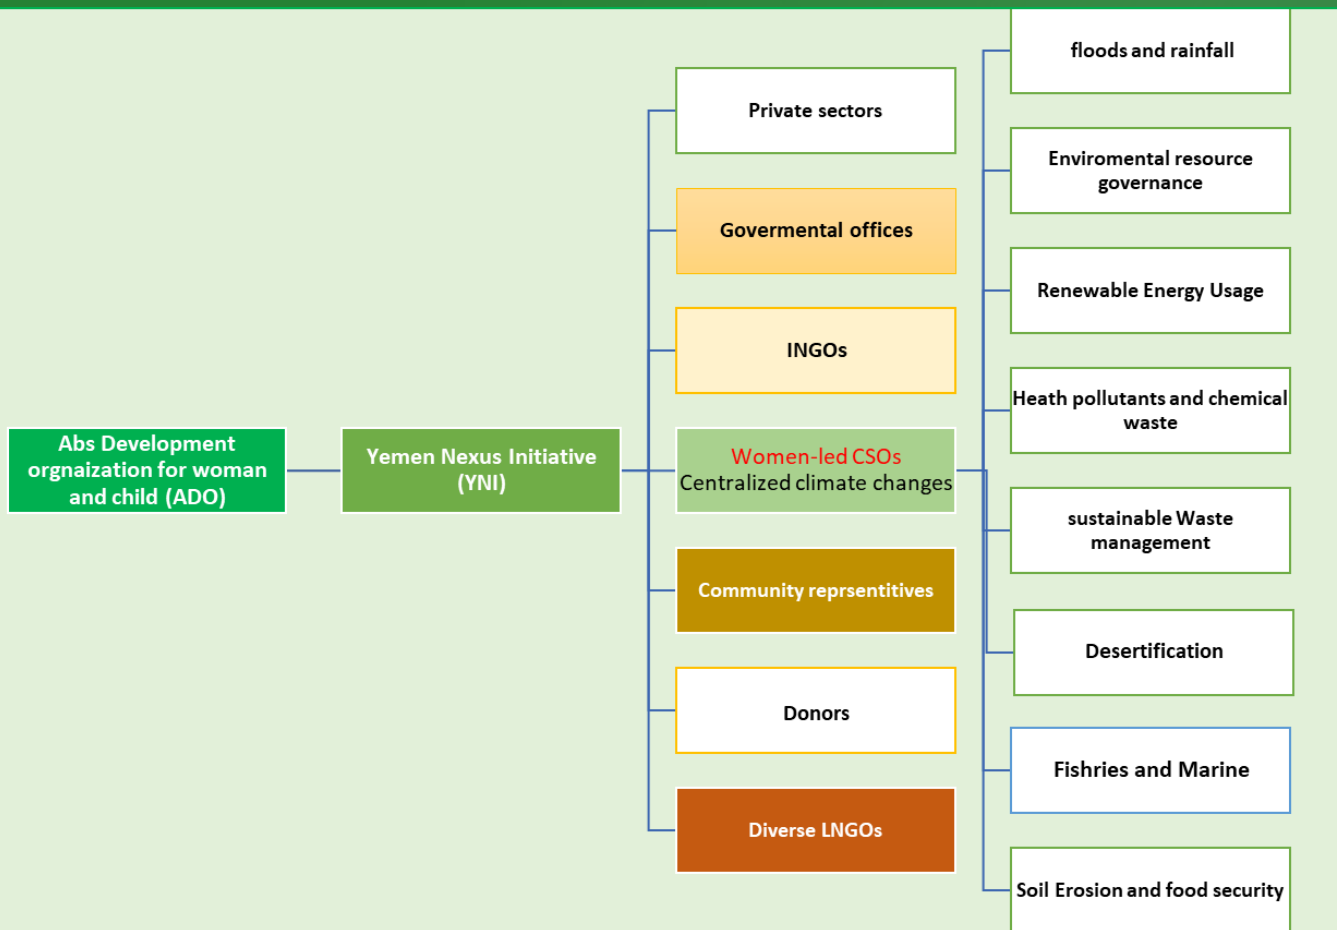 Abs Development
orgnaization for woman
and child (ADO)
Yemen Nexus Initiative
(YNI)
Private sectors
Govermental offices
INGOs
Women-led CSOs
Centralized climate changes
Community reprsentitives
Donors
Diverse LNGOs
floods and rainfall
Enviromental resource
governance
Renewable Energy Usage
Heath pollutants and chemical
waste
sustainable Waste
management
Desertification
Fishries and Marine
Soil Erosion and food security